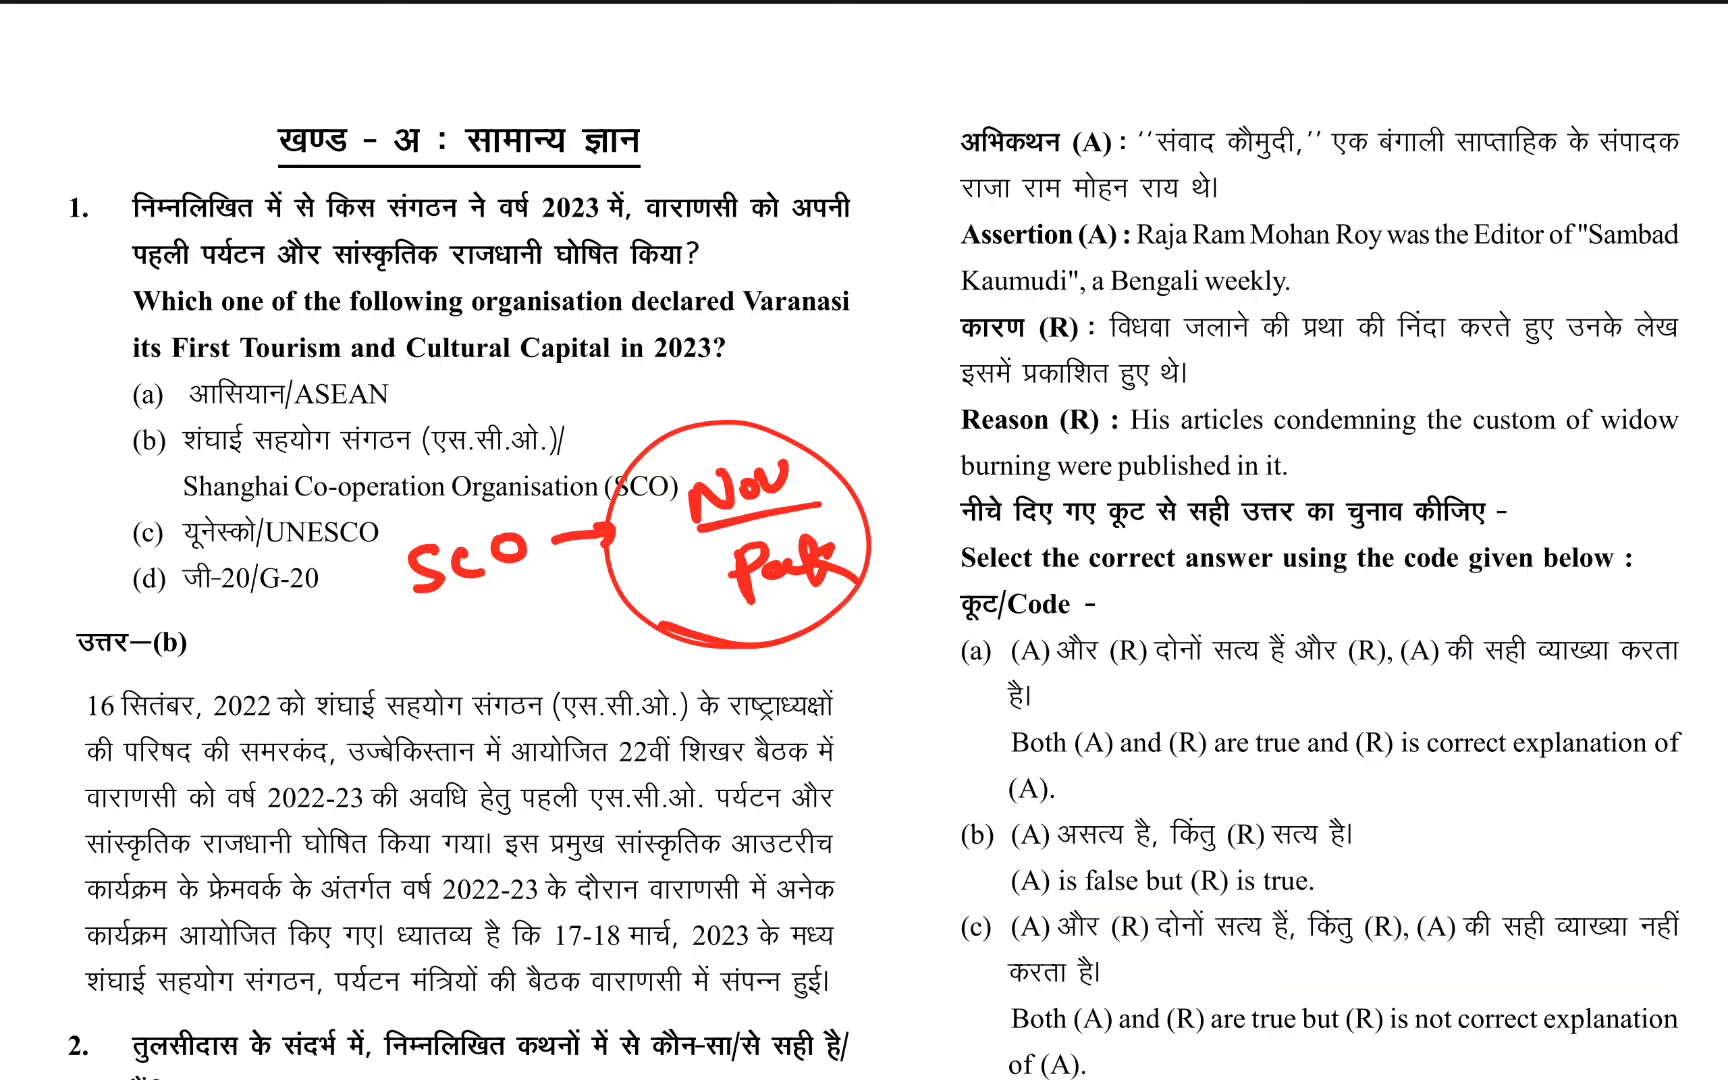 खण्ड - अ : सामान्य ज्ञान
1. निम्नलिखित में से किस संगठन ने वर्ष 2023 में, वाराणसी को अपनी
पहली पर्यटन और सांस्कृतिक राजधानी घोषित किया?
Which one of the following organisation declared Varanasi
its First Tourism and Cultural Capital in 2023?
(a) आसियान/ASEAN
(b) शंघाई सहयोग संगठन (एस.सी.ओ.)/
Shanghai Co-operation Organisation (SCO)
(c) यूनेस्को/UNESCO
(d) जी-20/G-20
SCO
Nov
उत्तर–(b)
16 सितंबर, 2022 को शंघाई सहयोग संगठन (एस.सी.ओ.) के राष्ट्राध्यक्षों
की परिषद की समरकंद, उज्बेकिस्तान में आयोजित 22वीं शिखर बैठक में
वाराणसी को वर्ष 2022-23 की अवधि हेतु पहली एस.सी.ओ. पर्यटन और
सांस्कृतिक राजधानी घोषित किया गया। इस प्रमुख सांस्कृतिक आउटरीच
कार्यक्रम के फ्रेमवर्क के अंतर्गत वर्ष 2022-23 के दौरान वाराणसी में अनेक
कार्यक्रम आयोजित किए गए। ध्यातव्य है कि 17-18 मार्च, 2023 के मध्य
शंघाई सहयोग संगठन, पर्यटन मंत्रियों की बैठक वाराणसी में संपन्न हुई।
2. तुलसीदास के संदर्भ में, निम्नलिखित कथनों में से कौन-सा/से सही है/
अभिकथन (A) : ''संवाद कौमुदी,'' एक बंगाली साप्ताहिक के संपादक
राजा राम मोहन राय थे।
Assertion (A) : Raja Ram Mohan Roy was the Editor of "Sambad
Kaumudi", a Bengali weekly.
कारण (R) : विधवा जलाने की प्रथा की निंदा करते हुए उनके लेख
इसमें प्रकाशित हुए थे।
Reason (R) : His articles condemning the custom of widow
burning were published in it.
नीचे दिए गए कूट से सही उत्तर का चुनाव कीजिए -
Select the correct answer using the code given below :
कूट/Code -
(a) (A) और (R) दोनों सत्य हैं और (R), (A) की सही व्याख्या करता
है।
Both (A) and (R) are true and (R) is correct explanation of
(A).
(b) (A) असत्य है, किंतु (R) सत्य है।
(A) is false but (R) is true.
(c) (A) और (R) दोनों सत्य हैं, किंतु (R), (A) की सही व्याख्या नहीं
करता है।
Both (A) and (R) are true but (R) is not correct explanation
of (A).